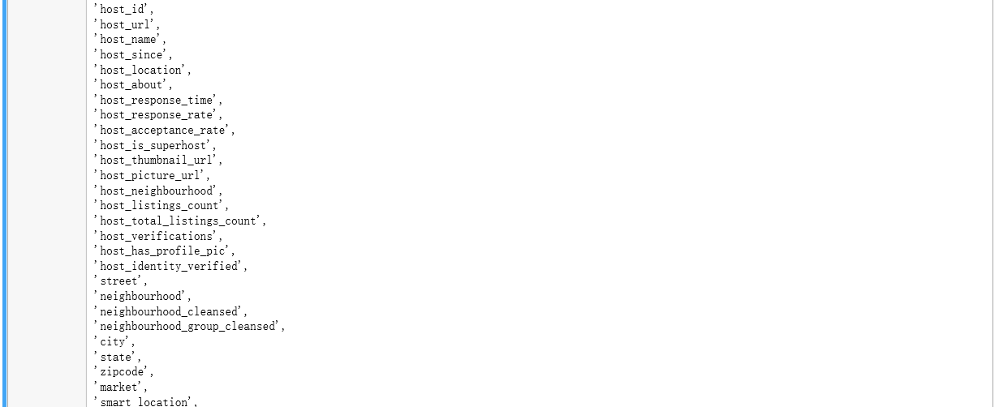 'host_id',
'host_url',
'host_name',
'host_since',
'host_location',
'host_about',
'host_response_time',
'host_response_rate',
'host_acceptance_rate',
'host_is_superhost',
'host_thumbnail_url',
'host_picture_url',
'host_neighbourhood',
'host_listings_count',
'host_total_listings_count',
'host_verifications',
'host_has_profile_pic',
'host_identity_verified',
'street',
'neighbourhood',
'neighbourhood_cleansed',
'neighbourhood_group_cleansed',
'city',
'state',
'zipcode',
'market',
'smart_location',